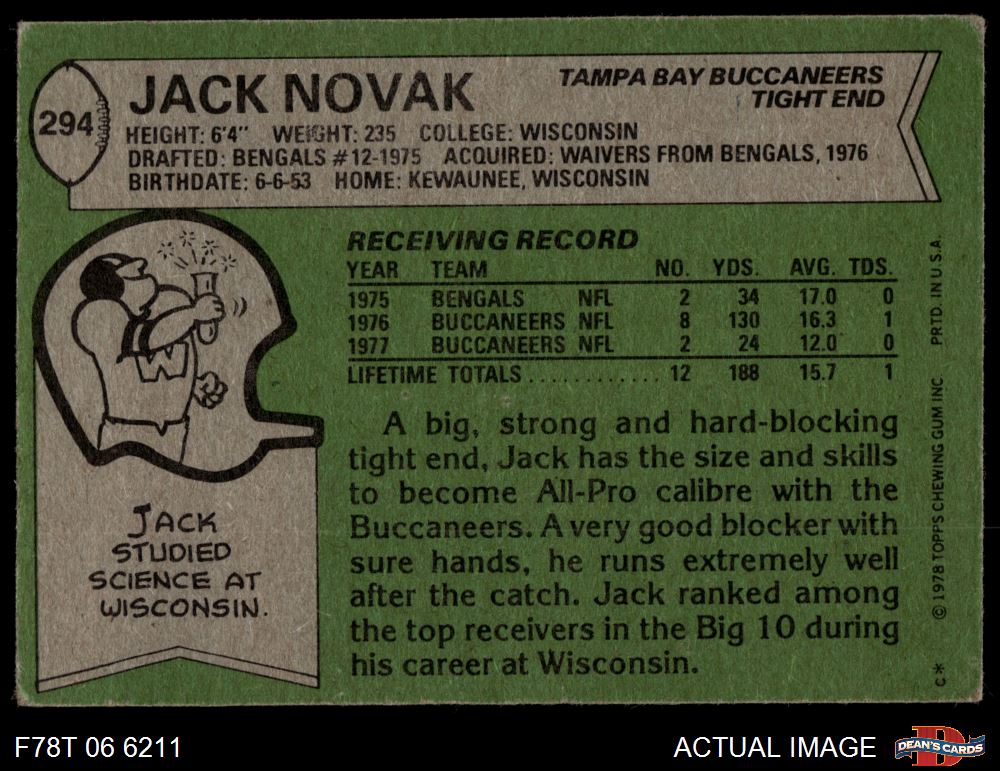 294
JACK NOVAK
TAMPA BAY BUCCANEERS
TIGHT END
HEIGHT: 6'4" WEIGHT: 235 COLLEGE: WISCONSIN
DRAFTED: BENGALS #12-1975 ACQUIRED: WAIVERS FROM BENGALS, 1976
BIRTHDATE: 6-6-53 HOME: KEWAUNEE, WISCONSIN
W
JACK
STUDIED
SCIENCE AT
WISCONSIN.
RECEIVING RECORD
YEAR TEAM NO. YDS. AVG. TDS.
1975 BENGALS NFL 2 34 17.0 0
1976 BUCCANEERS NFL 8 130 16.3 1
1977 BUCCANEERS NFL 2 24 12.0 0
LIFETIME TOTALS . . . . . . . . . . . . 12 188 15.7 1
A big, strong and hard-blocking
tight end, Jack has the size and skills
to become All-Pro calibre with the
Buccaneers. A very good blocker with
sure hands, he runs extremely well
after the catch. Jack ranked among
the top receivers in the Big 10 during
his career at Wisconsin.
C* © 1978 TOPPS CHEWING GUM INC PRTD. IN U.S.A.
F78T 06 6211
ACTUAL IMAGE
D
DEAN'S CARDS